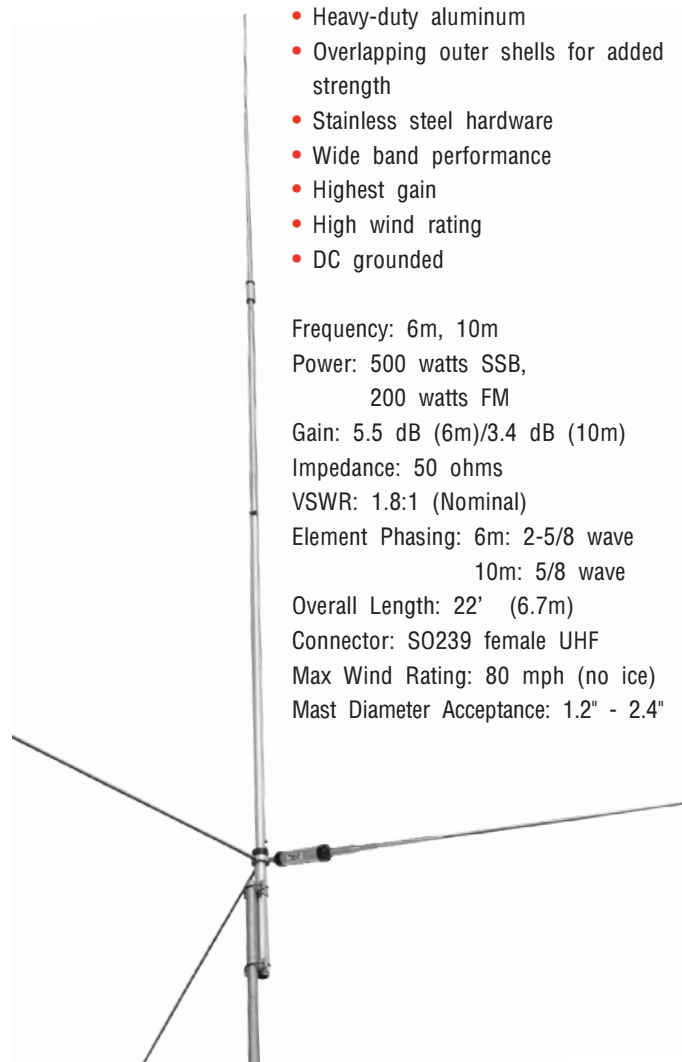 • Heavy-duty aluminum
• Overlapping outer shells for added
strength
• Stainless steel hardware
• Wide band performance
• Highest gain
• High wind rating
• DC grounded
Frequency: 6m, 10m
Power: 500 watts SSB,
200 watts FM
Gain: 5.5 dB (6m)/3.4 dB (10m)
Impedance: 50 ohms
VSWR: 1.8:1 (Nominal)
Element Phasing: 6m: 2-5/8 wave
10m: 5/8 wave
Overall Length: 22’ (6.7m)
Connector: SO239 female UHF
Max Wind Rating: 80 mph (no ice)
Mast Diameter Acceptance: 1.2" - 2.4"